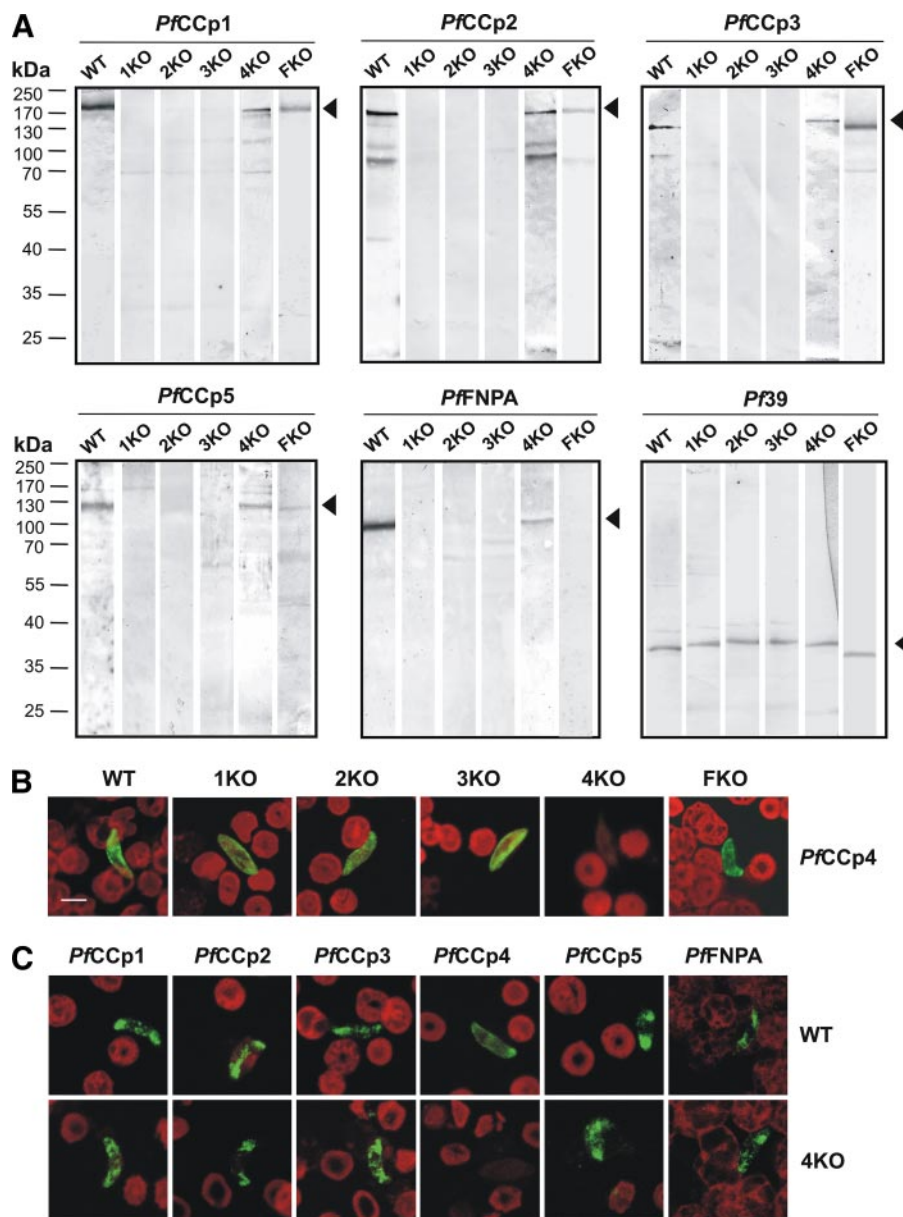 A
PfCCp1 PfCCp2 PfCCp3
kDa WT 1KO 2KO 3KO 4KO FKO WT 1KO 2KO 3KO 4KO FKO WT 1KO 2KO 3KO 4KO FKO
250
170
130
100
70
55
40
35
25
PfCCp5 PfFNPA Pf39
kDa WT 1KO 2KO 3KO 4KO FKO WT 1KO 2KO 3KO 4KO FKO WT 1KO 2KO 3KO 4KO FKO
250
170
130
100
70
55
40
35
25
B WT 1KO 2KO 3KO 4KO FKO
PfCCp4
C PfCCp1 PfCCp2 PfCCp3 PfCCp4 PfCCp5 PfFNPA
WT
4KO